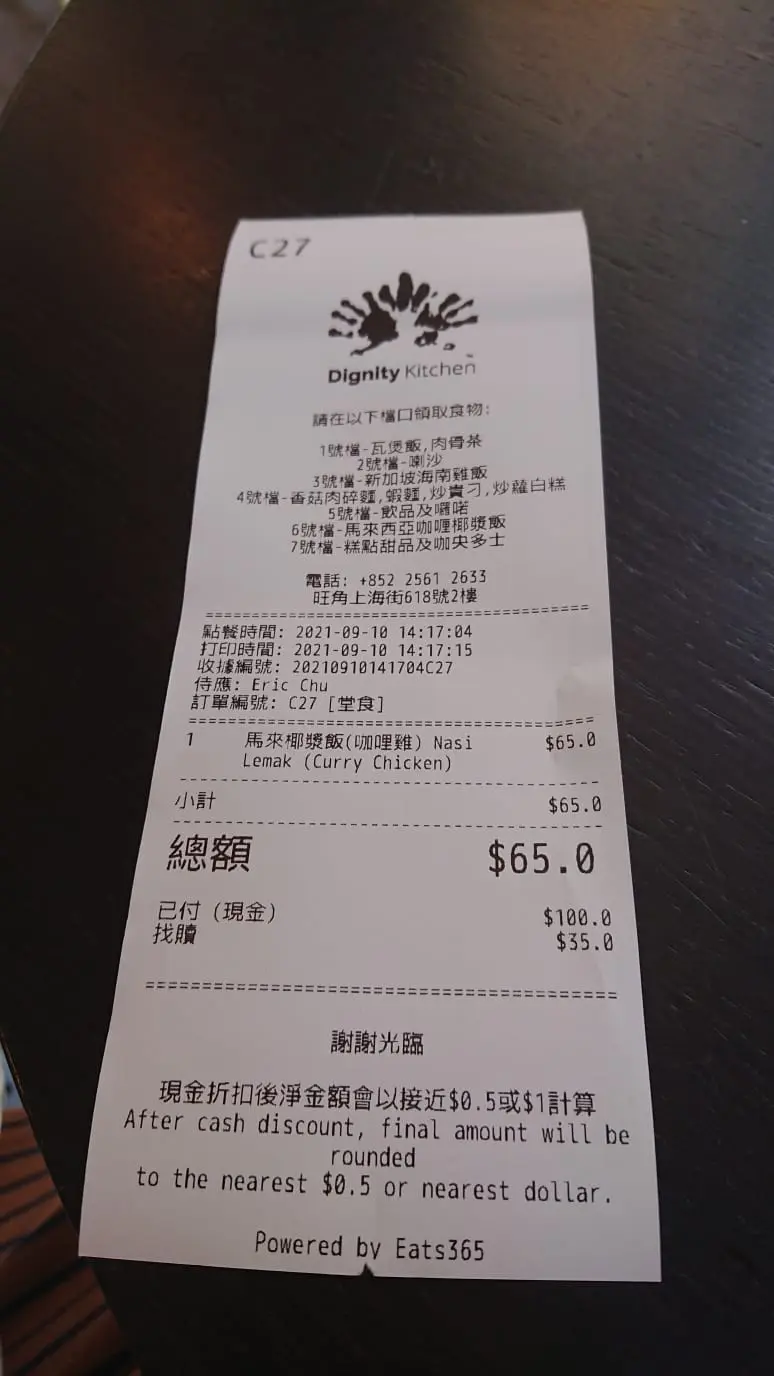 C27
Dignity Kitchen
請在以下檔口領取食物:
1號檔-瓦煲飯,肉骨茶
2號檔-喇沙
3號檔-新加坡海南雞飯
4號檔-香菇肉碎麵,蝦麵,炒貴刁,炒蘿白糕
5號檔-飲品及囉喏
6號檔-馬來西亞咖喱椰漿飯
7號檔-糕點甜品及咖央多士
電話: +852 2561 2633
旺角上海街618號2樓
點餐時間: 2021-09-10 14:17:04
打印時間: 2021-09-10 14:17:15
收據編號: 20210910141704C27
侍應: Eric Chu
訂單編號: C27 [堂食]
1 馬來椰漿飯(咖哩雞) Nasi $65.0
Lemak (Curry Chicken)
小計 $65.0
總額 $65.0
已付 (現金) $100.0
找贖 $35.0
謝謝光臨
現金折扣後淨金額會以接近$0.5或$1計算
After cash discount, final amount will be
rounded
to the nearest $0.5 or nearest dollar.
Powered by Eats365